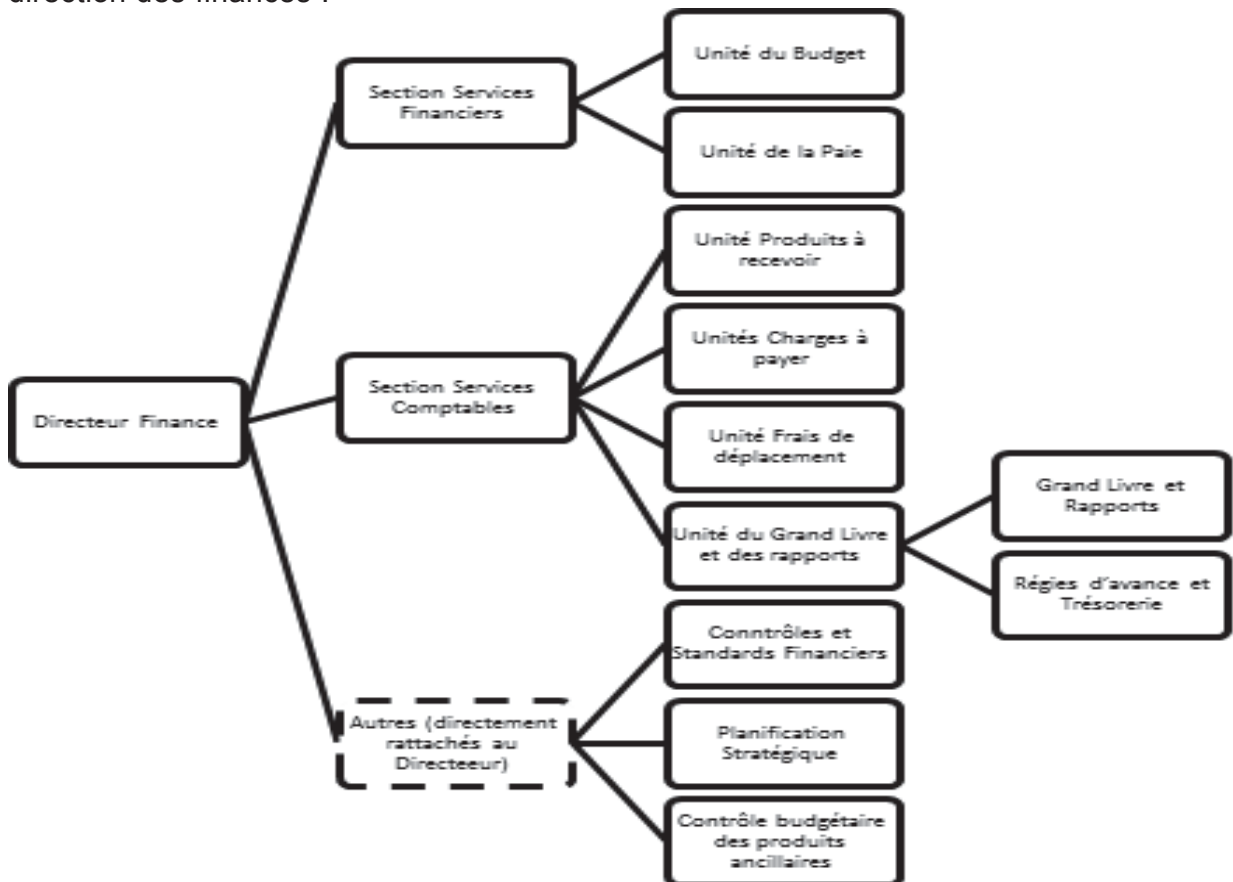 direction des finances :
Unité du Budget
Section Services
Financiers
Unité de la Paie
Unité Produits à
recevoir
Unités Charges à
payer
Section Services
Comptables
Directeur Finance
Unité Frais de
déplacement
Grand Livre et
Rapports
Unité du Grand Livre
et des rapports
Régies d'avance et
Trésorerie
Conntrôles et
Standards Financiers
Autres (directement
rattachés au
Directeeur)
Planification
Stratégique
Contrôle budgétaire
des produits
ancillaires